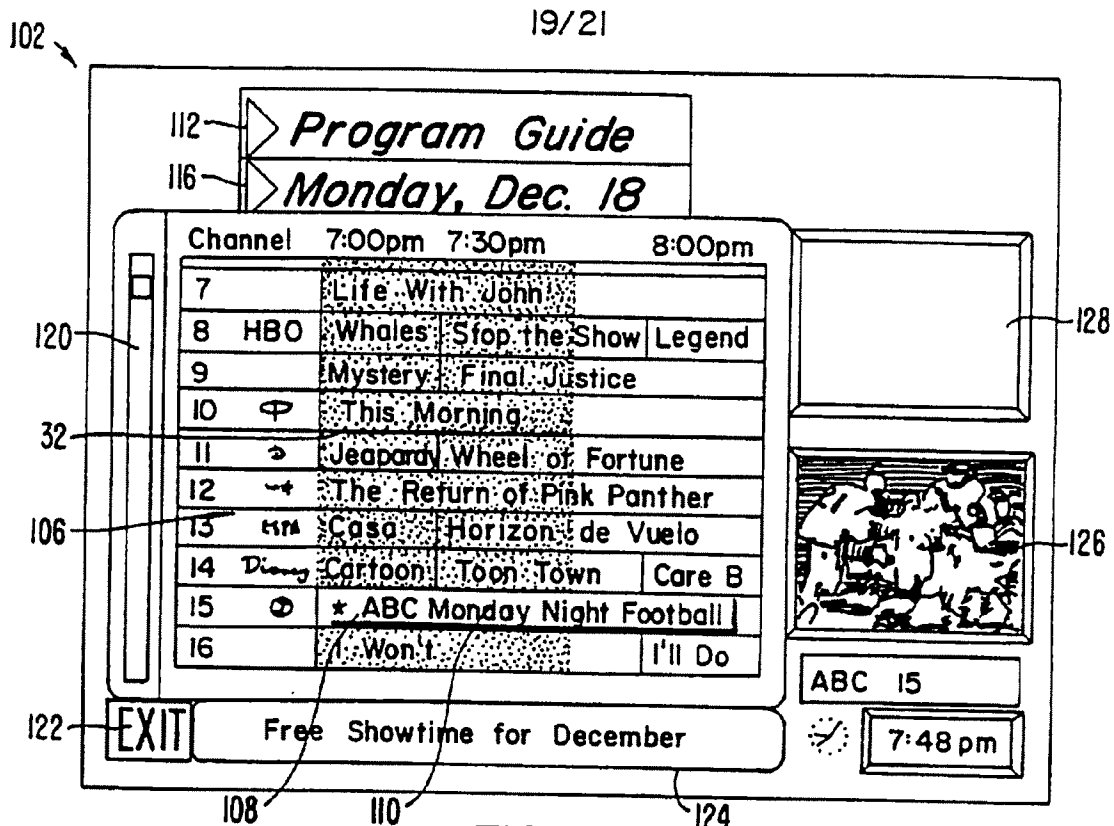 19/21
102
112 Program Guide
116 Monday, Dec. 18
Channel 7:00pm 7:30pm 8:00pm
7 Life With John
8 HBO Whales Stop the Show Legend
128
120
9 Mystery Final Justice
10 This Morning
32
11 Jeapardy Wheel of Fortune
12 The Return of Pink Panther
106
13 Casa Horizon de Vuelo
126
14 Disney Cartoon Toon Town Care B
15 * ABC Monday Night Football
16 I Won't I'll Do
ABC 15
122 EXIT Free Showtime for December 7:48pm
108 110 124